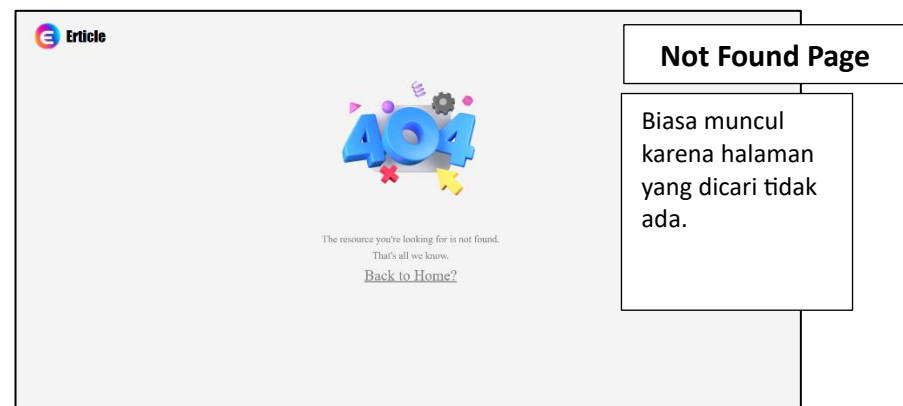 Erticle
404
The resource you're looking for is not found.
That's all we know.
Back to Home?
Not Found Page
Biasa muncul
karena halaman
yang dicari tidak
ada.